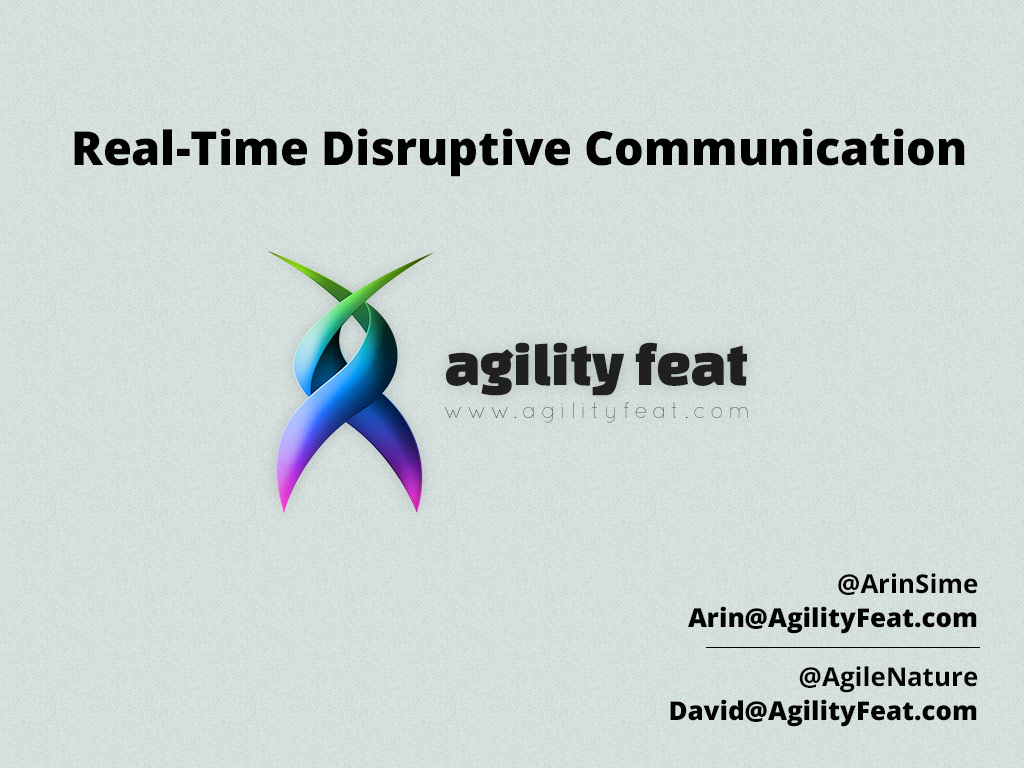 Real-Time Disruptive Communication
agility feat
www.agilityfeat.com
@ArinSime
Arin@AgilityFeat.com
@AgileNature
David@AgilityFeat.com